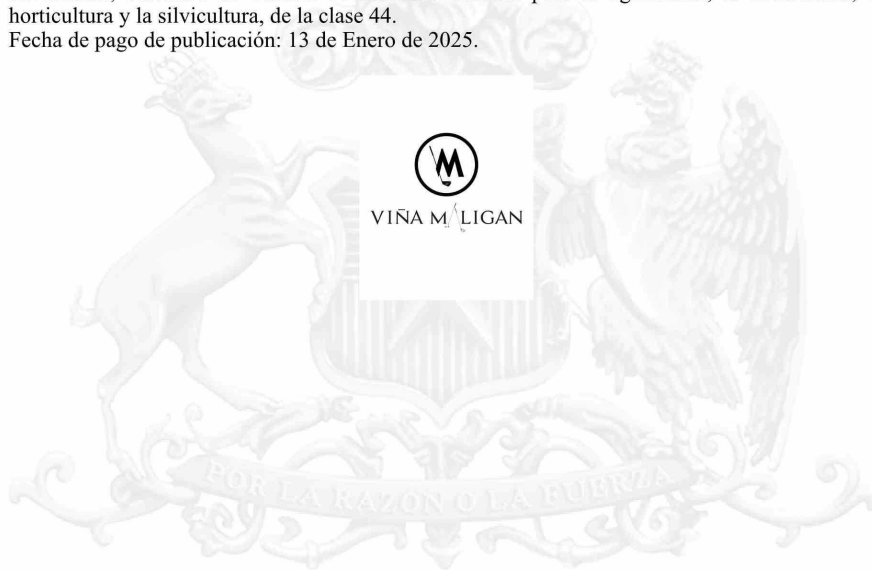 horticultura y la silvicultura, de la clase 44.
Fecha de pago de publicación: 13 de Enero de 2025.
M
VIÑA MALIGAN
POR LA RAZÓN O LA FUERZA